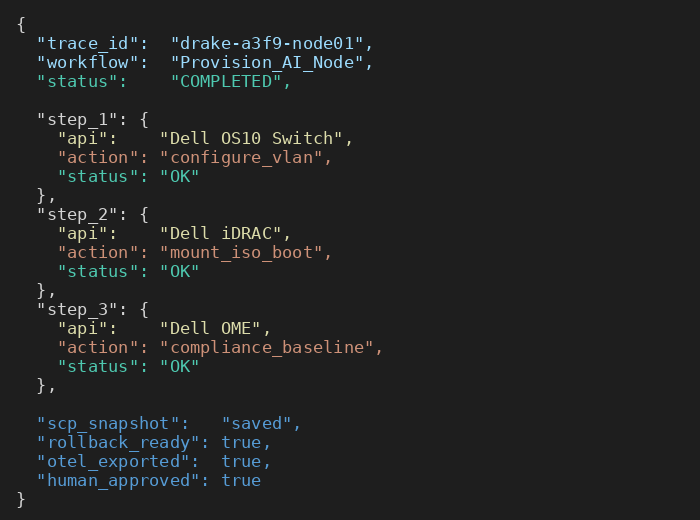 {
  "trace_id":  "drake-a3f9-node01",
  "workflow":  "Provision_AI_Node",
  "status":    "COMPLETED",

  "step_1": {
    "api":    "Dell OS10 Switch",
    "action": "configure_vlan",
    "status": "OK"
  },
  "step_2": {
    "api":    "Dell iDRAC",
    "action": "mount_iso_boot",
    "status": "OK"
  },
  "step_3": {
    "api":    "Dell OME",
    "action": "compliance_baseline",
    "status": "OK"
  },

  "scp_snapshot":   "saved",
  "rollback_ready": true,
  "otel_exported":  true,
  "human_approved": true
}